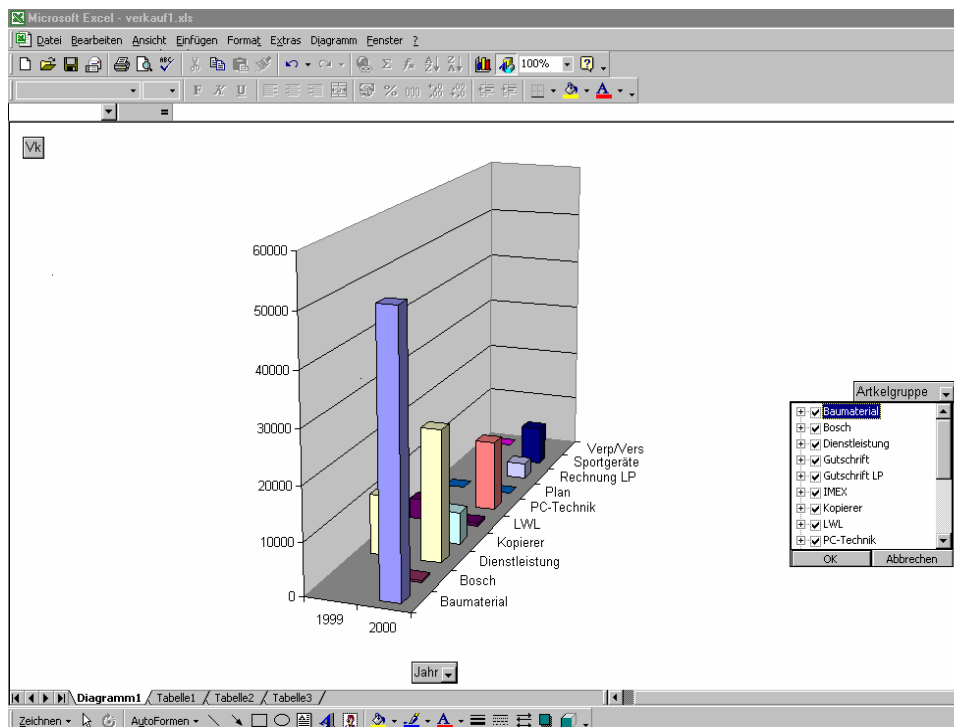 Microsoft Excel - verkauf1.xls
Datei Bearbeiten Ansicht Einfügen Format Extras Diagramm Fenster ?
100%
F K U % 000
=
Vk
60000
50000
40000
30000
20000
10000
0
1999
2000
Verp/Vers
Sportgeräte
Rechnung LP
Plan
PC-Technik
LWL
Kopierer
Dienstleistung
Bosch
Baumaterial
Artkelgruppe
Baumaterial
Bosch
Dienstleistung
Gutschrift
Gutschrift LP
IMEX
Kopierer
LWL
PC-Technik
OK Abbrechen
Jahr
Diagramm1 Tabelle1 Tabelle2 Tabelle3
Zeichnen AutoFormen